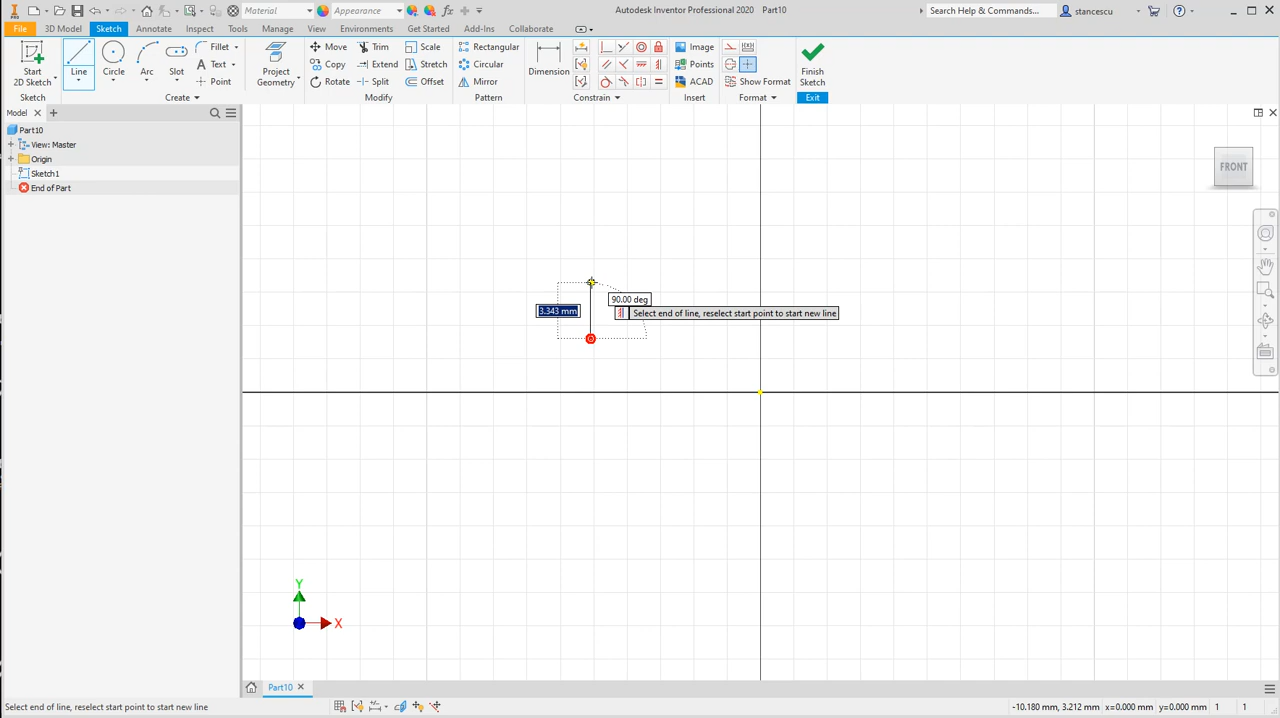 Material Appearance fx Autodesk Inventor Professional 2020 Part10 Search Help & Commands... stancescu
PRO
File 3D Model Sketch Annotate Inspect Tools Manage View Environments Get Started Add-Ins
Start
2D Sketch
Line
Circle
Arc
Slot
Fillet
Text
Point
Project
Geometry
Move
Copy
Rotate
Trim
Extend
Split
Scale
Stretch
Offset
Rectangular
Circular
Mirror
Dimension
Image
Points
ACAD
Show Format
Finish
Sketch
Sketch Create Modify Pattern Constrain Insert Format Exit
Model
Part10
View: Master
Origin
Sketch1
End of Part
FRONT
90.00 deg
3.343 mm
Select end of line, reselect start point to start new line
Y
X
Part10
Select end of line, reselect start point to start new line -10.180 mm, 3.212 mm x=0.000 mm y=0.000 mm 1 1